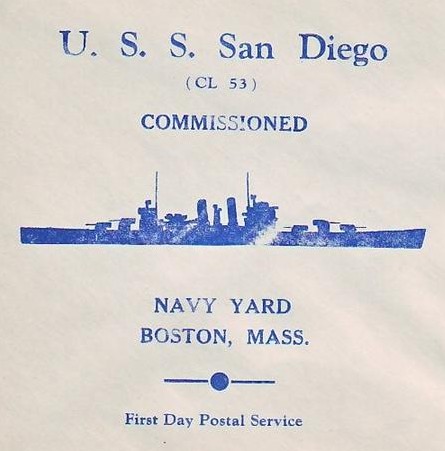 U. S. S. San Diego
(CL 53)
COMMISSIONED
NAVY YARD
BOSTON, MASS.
First Day Postal Service